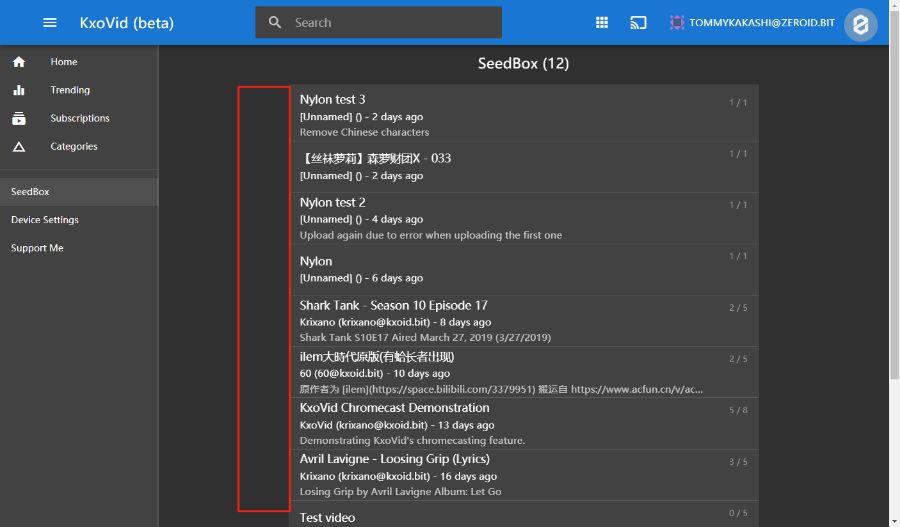 KxoVid (beta)
Search
TOMMYKAKASHI@ZEROID.BIT
Home
Trending
Subscriptions
Categories
SeedBox
Device Settings
Support Me
SeedBox (12)
Nylon test 3
1 / 1
[Unnamed] () - 2 days ago
Remove Chinese characters
【丝袜萝莉】森萝财团X - 033
1 / 1
[Unnamed] () - 2 days ago
Nylon test 2
1 / 1
[Unnamed] () - 4 days ago
Upload again due to error when uploading the first one
Nylon
1 / 1
[Unnamed] () - 6 days ago
Shark Tank - Season 10 Episode 17
2 / 5
Krixano (krixano@kxoid.bit) - 8 days ago
Shark Tank S10E17 Aired March 27, 2019 (3/27/2019)
ilem大時代原版(有蛤长者出现)
2 / 5
60 (60@kxoid.bit) - 10 days ago
原作者为 [ilem](https://space.bilibili.com/3379951) 搬运自 https://www.acfun.cn/v/ac...
KxoVid Chromecast Demonstration
5 / 8
KxoVid (krixano@kxoid.bit) - 13 days ago
Demonstrating KxoVid's chromecasting feature.
Avril Lavigne - Loosing Grip (Lyrics)
3 / 5
Krixano (krixano@kxoid.bit) - 16 days ago
Losing Grip by Avril Lavigne Album: Let Go
Test video
0 / 5